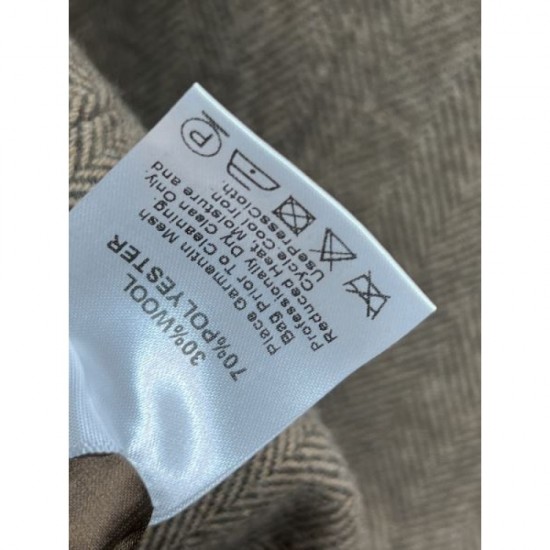 30%WOOL
70%POLYESTER
Place Garmentin Mesh
Bag Prior To Cleaning.
Professionally Dry Clean Only.
Reduced Heat, Moisture and
Cycle.Cool Iron.
UsePressCloth.
P